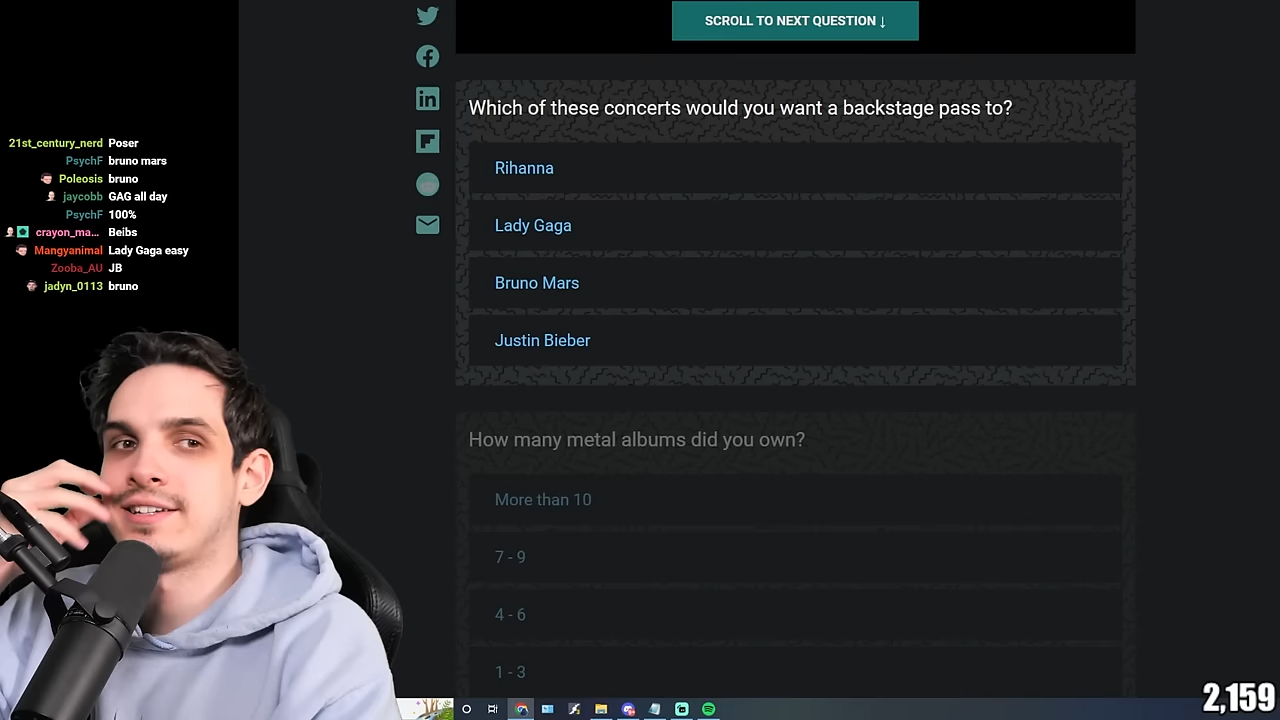 SCROLL TO NEXT QUESTION ↓
Which of these concerts would you want a backstage pass to?
Rihanna
Lady Gaga
Bruno Mars
Justin Bieber
How many metal albums did you own?
More than 10
7 - 9
4 - 6
1 - 3
21st_century_nerd Poser
PsychF bruno mars
Poleosis bruno
jaycobb GAG all day
PsychF 100%
crayon_ma... Beibs
Mangyanimal Lady Gaga easy
Zooba_AU JB
jadyn_0113 bruno
2,159